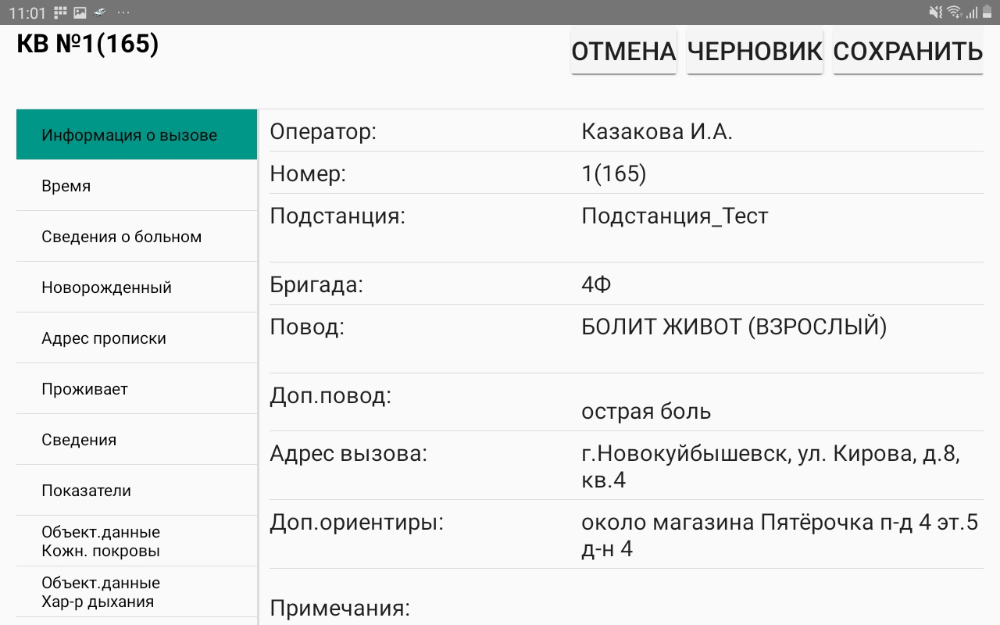 11:01
КВ №1(165)
ОТМЕНА ЧЕРНОВИК СОХРАНИТЬ
Информация о вызове
Время
Сведения о больном
Новорожденный
Адрес прописки
Проживает
Сведения
Показатели
Объект.данные
Кожн. покровы
Объект.данные
Хар-р дыхания
Оператор: Казакова И.А.
Номер: 1(165)
Подстанция: Подстанция_Тест
Бригада: 4Ф
Повод: БОЛИТ ЖИВОТ (ВЗРОСЛЫЙ)
Доп.повод: острая боль
Адрес вызова: г.Новокуйбышевск, ул. Кирова, д.8,
кв.4
Доп.ориентиры: около магазина Пятёрочка п-д 4 эт.5
д-н 4
Примечания: